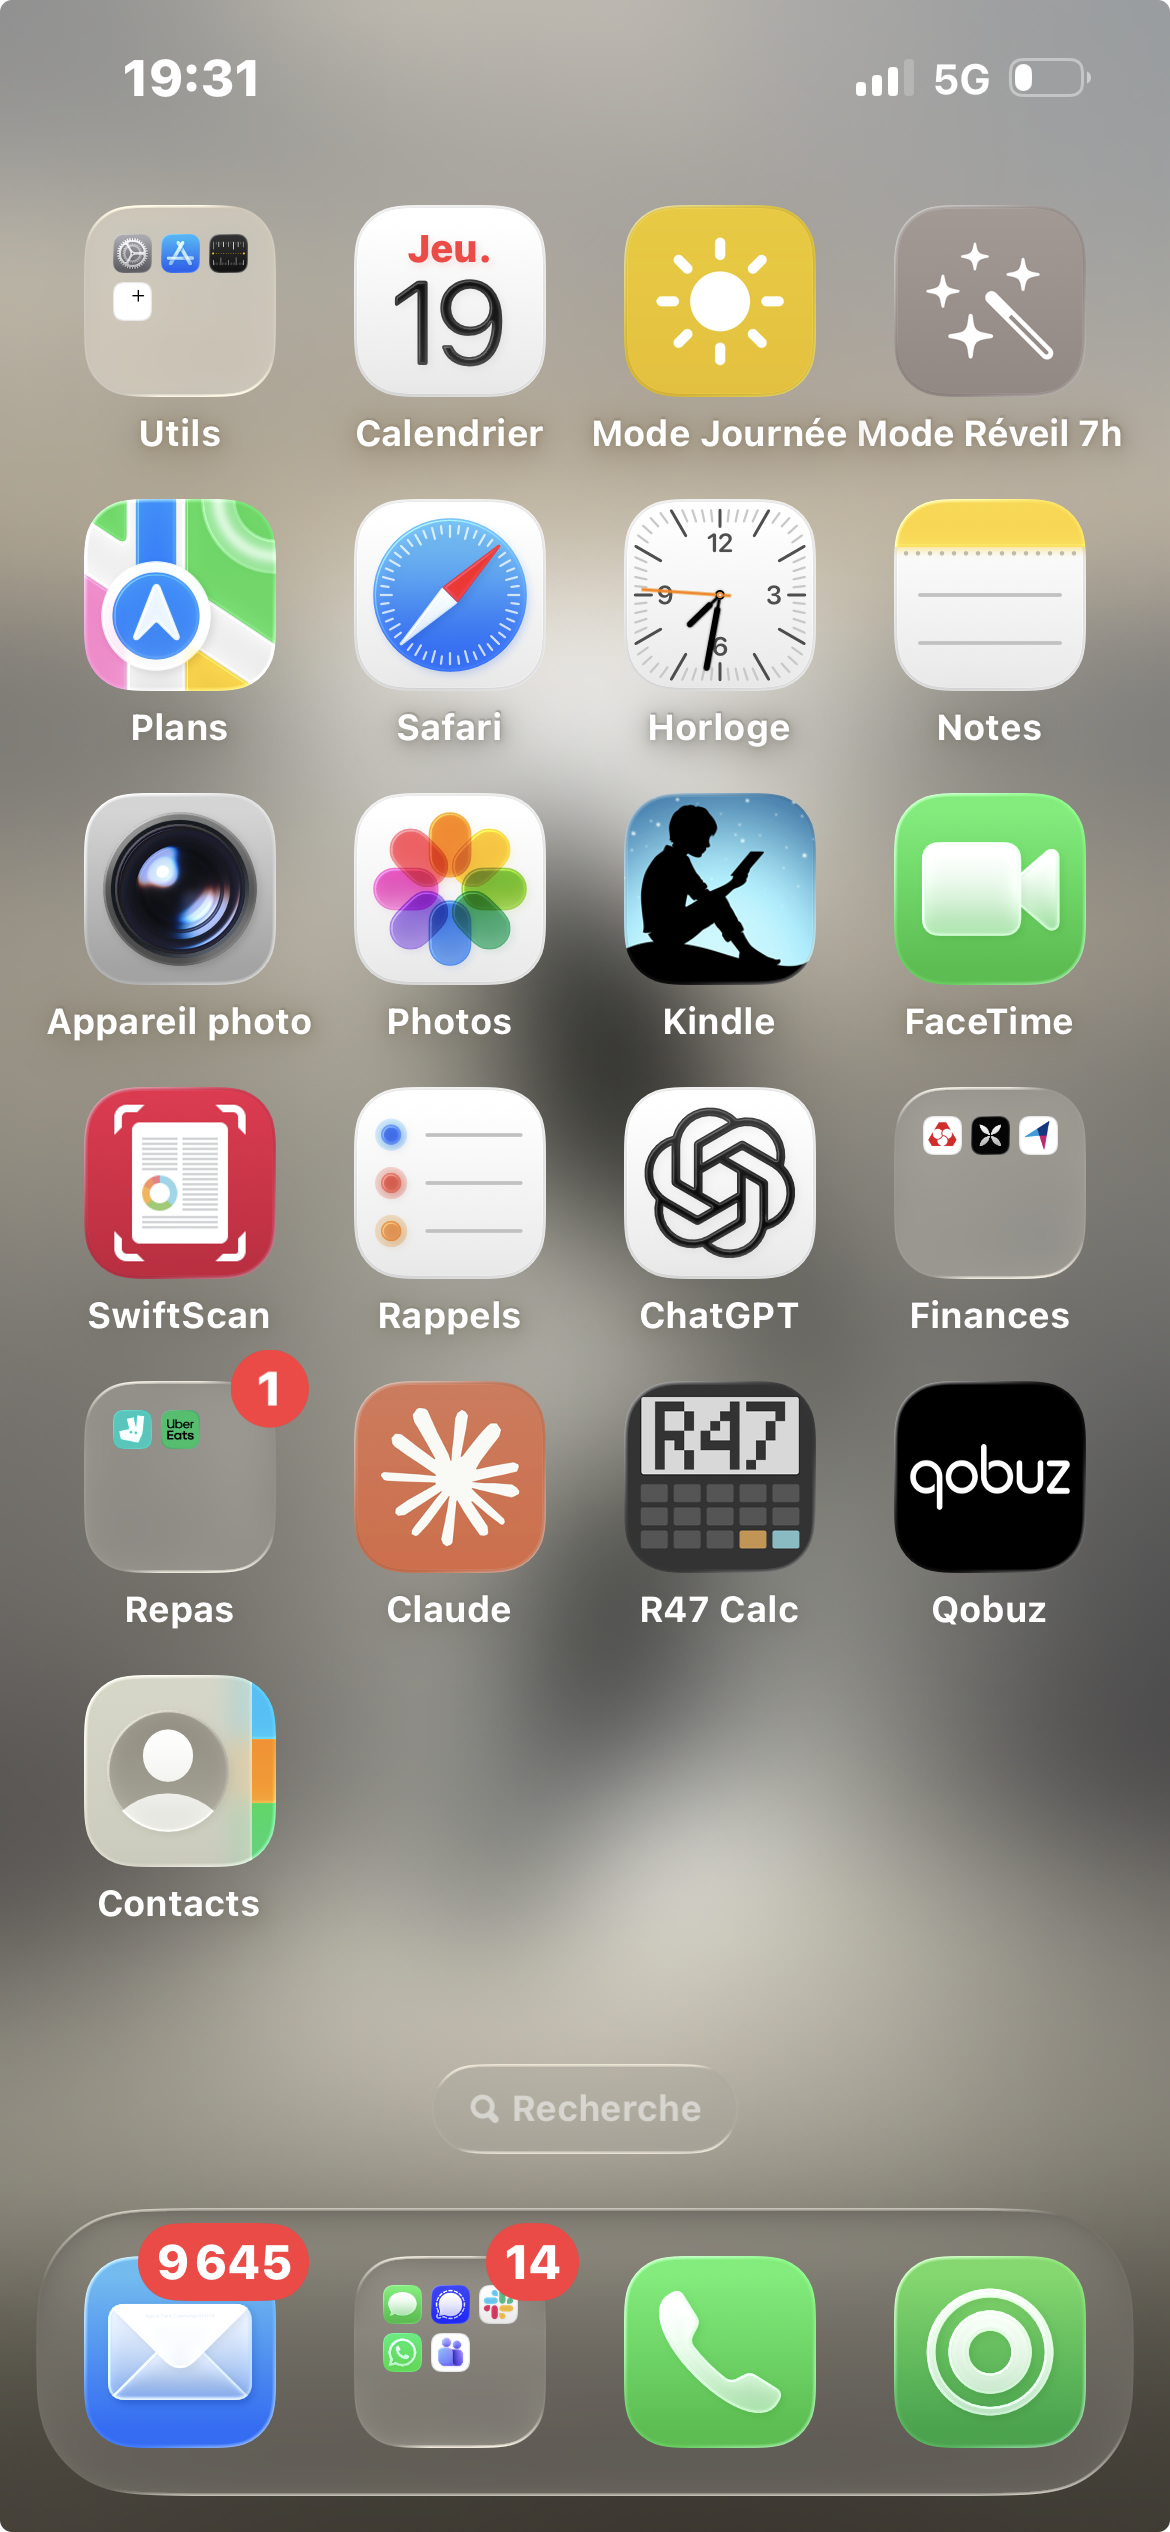 19:31 5G
Jeu.
19
Utils Calendrier Mode Journée Mode Réveil 7h
12
9 3
6
Plans Safari Horloge Notes
Appareil photo Photos Kindle FaceTime
SwiftScan Rappels ChatGPT Finances
1
Uber
Eats
R47
qobuz
Repas Claude R47 Calc Qobuz
Contacts
Recherche
9 645 14